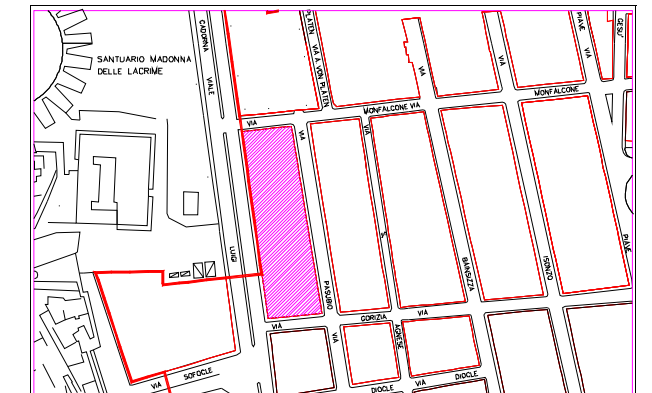 CADORNA
VIALE
PLATEN
VIA A. VON PLATEN
VIA
VIA
PIAVE
VIA
GESU'
SANTUARIO MADONNA
DELLE LACRIME
MONFALCONE VIA
MONFALCONE
VIA
VIA
VIA
LUIGI
S.
PASUBIO
BAINSIZZA
ISONZO
PIAVE
VIA
GORIZIA
VIA
VIA
AGNESE
VIA SOFOCLE
DIOCLE
VIA
DIOCLE